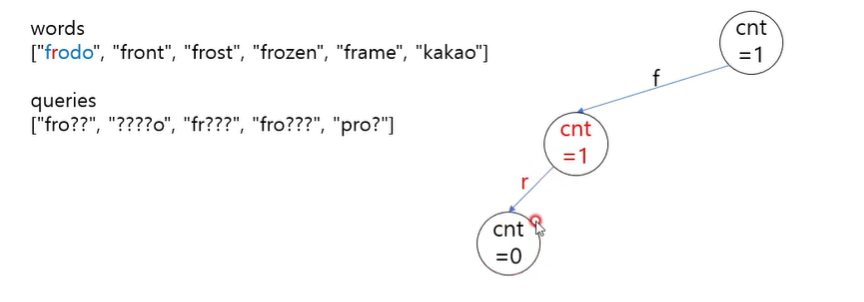 words
["frodo", "front", "frost", "frozen", "frame", "kakao"]
queries
["fro??", "????o", "fr???", "fro???", "pro?"]
cnt
=1
f
cnt
=1
r
cnt
=0